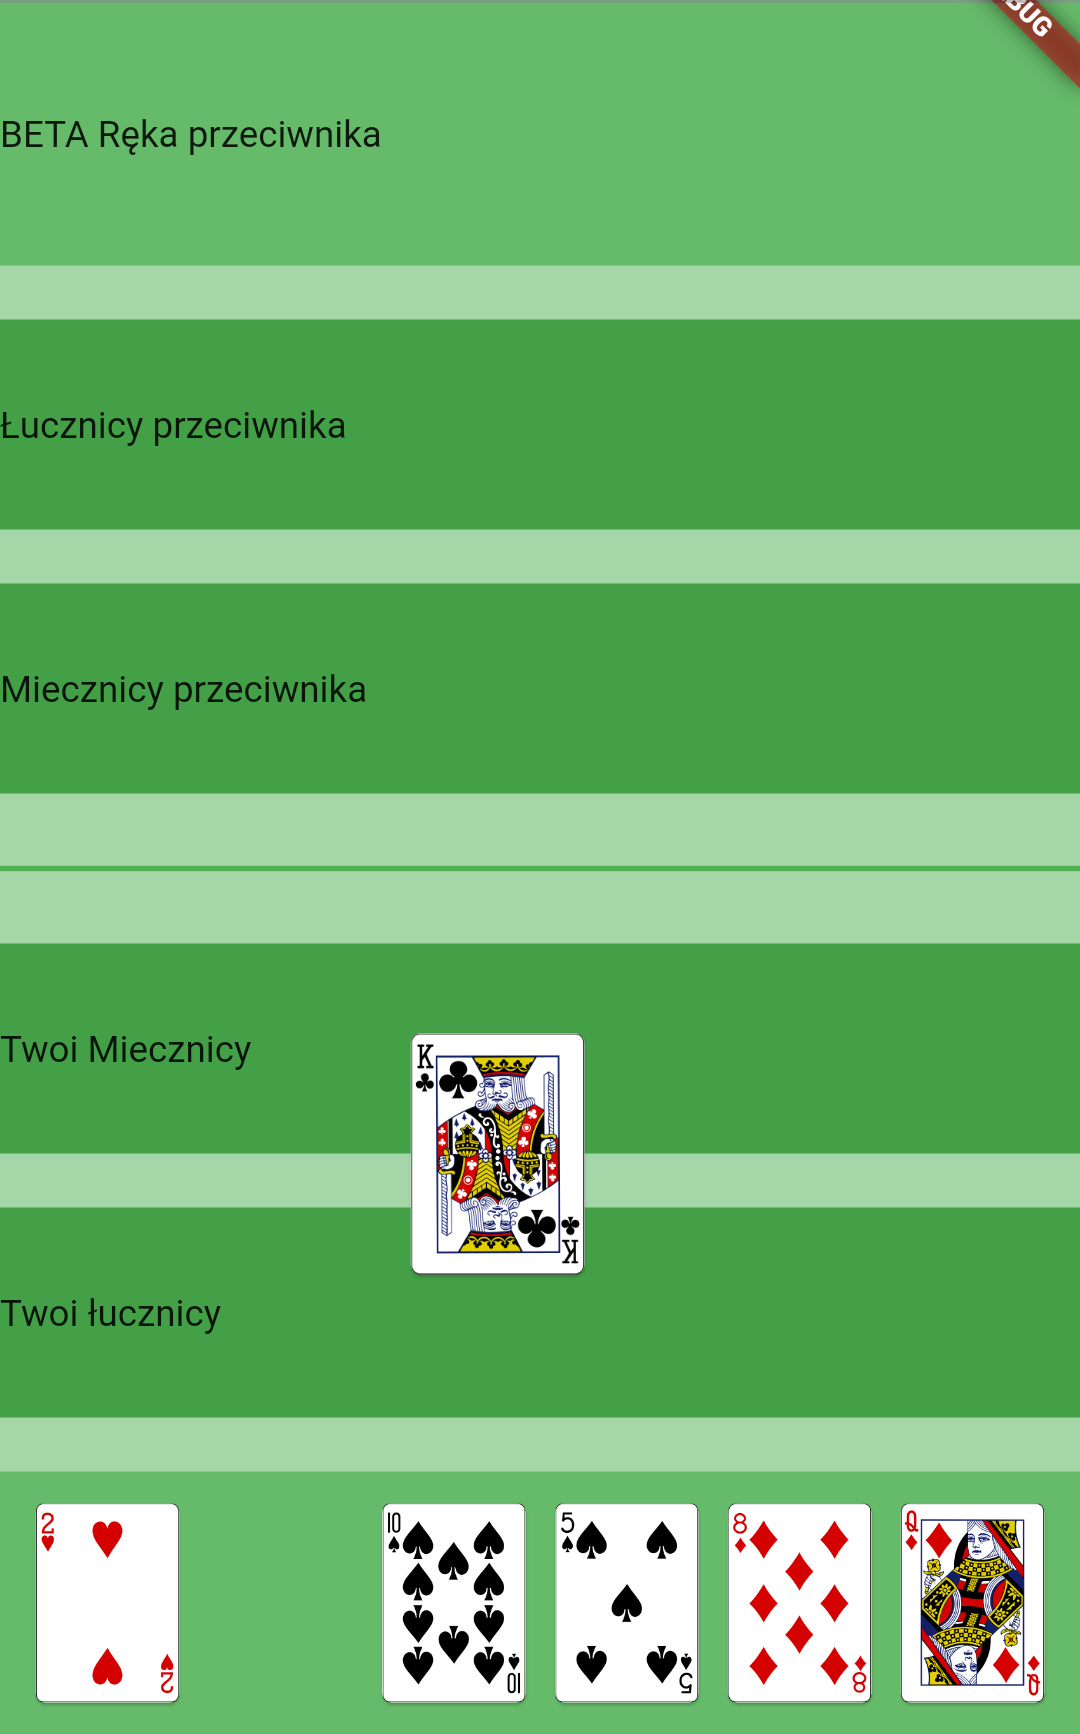 BUG
BETA Ręka przeciwnika
Łucznicy przeciwnika
Miecznicy przeciwnika
Twoi Miecznicy
K
K
Twoi łucznicy
2 10 5 8 Q
2 10 5 8 Q